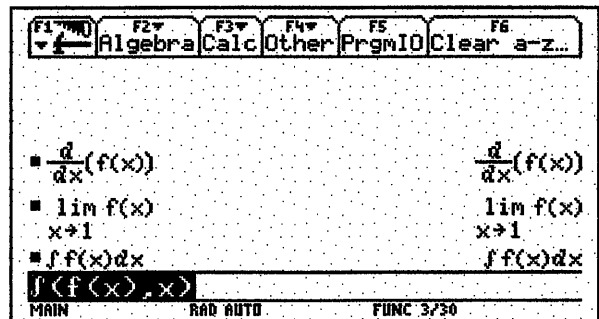 F1 F2 F3 F4 F5 F6
Algebra Calc Other PrgmIO Clear a-z…
d/dx(f(x)) d/dx(f(x))
lim f(x) lim f(x)
x→1 x→1
∫f(x)dx ∫f(x)dx
∫(f(x),x)
MAIN RAD AUTO FUNC 3/30